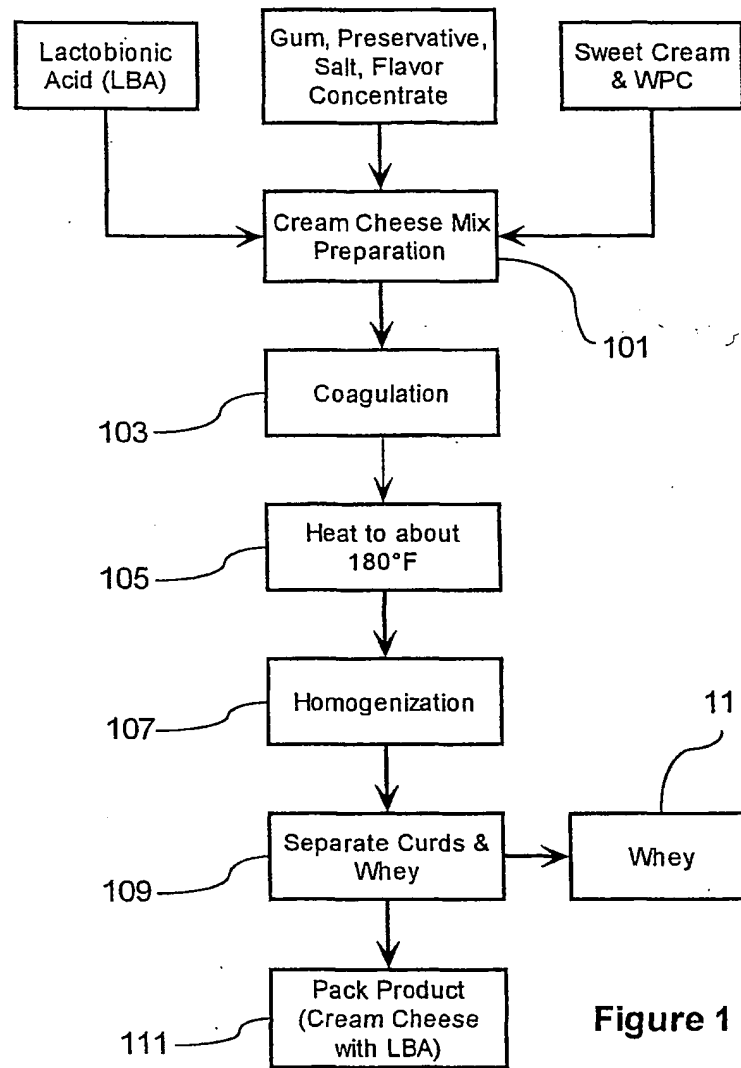 Lactobionic
Acid (LBA)
Gum, Preservative,
Salt, Flavor
Concentrate
Sweet Cream
& WPC
Cream Cheese Mix
Preparation
101
Coagulation
103
Heat to about
180°F
105
Homogenization
107
11
Separate Curds &
Whey
109
Whey
Pack Product
(Cream Cheese
with LBA)
111
Figure 1